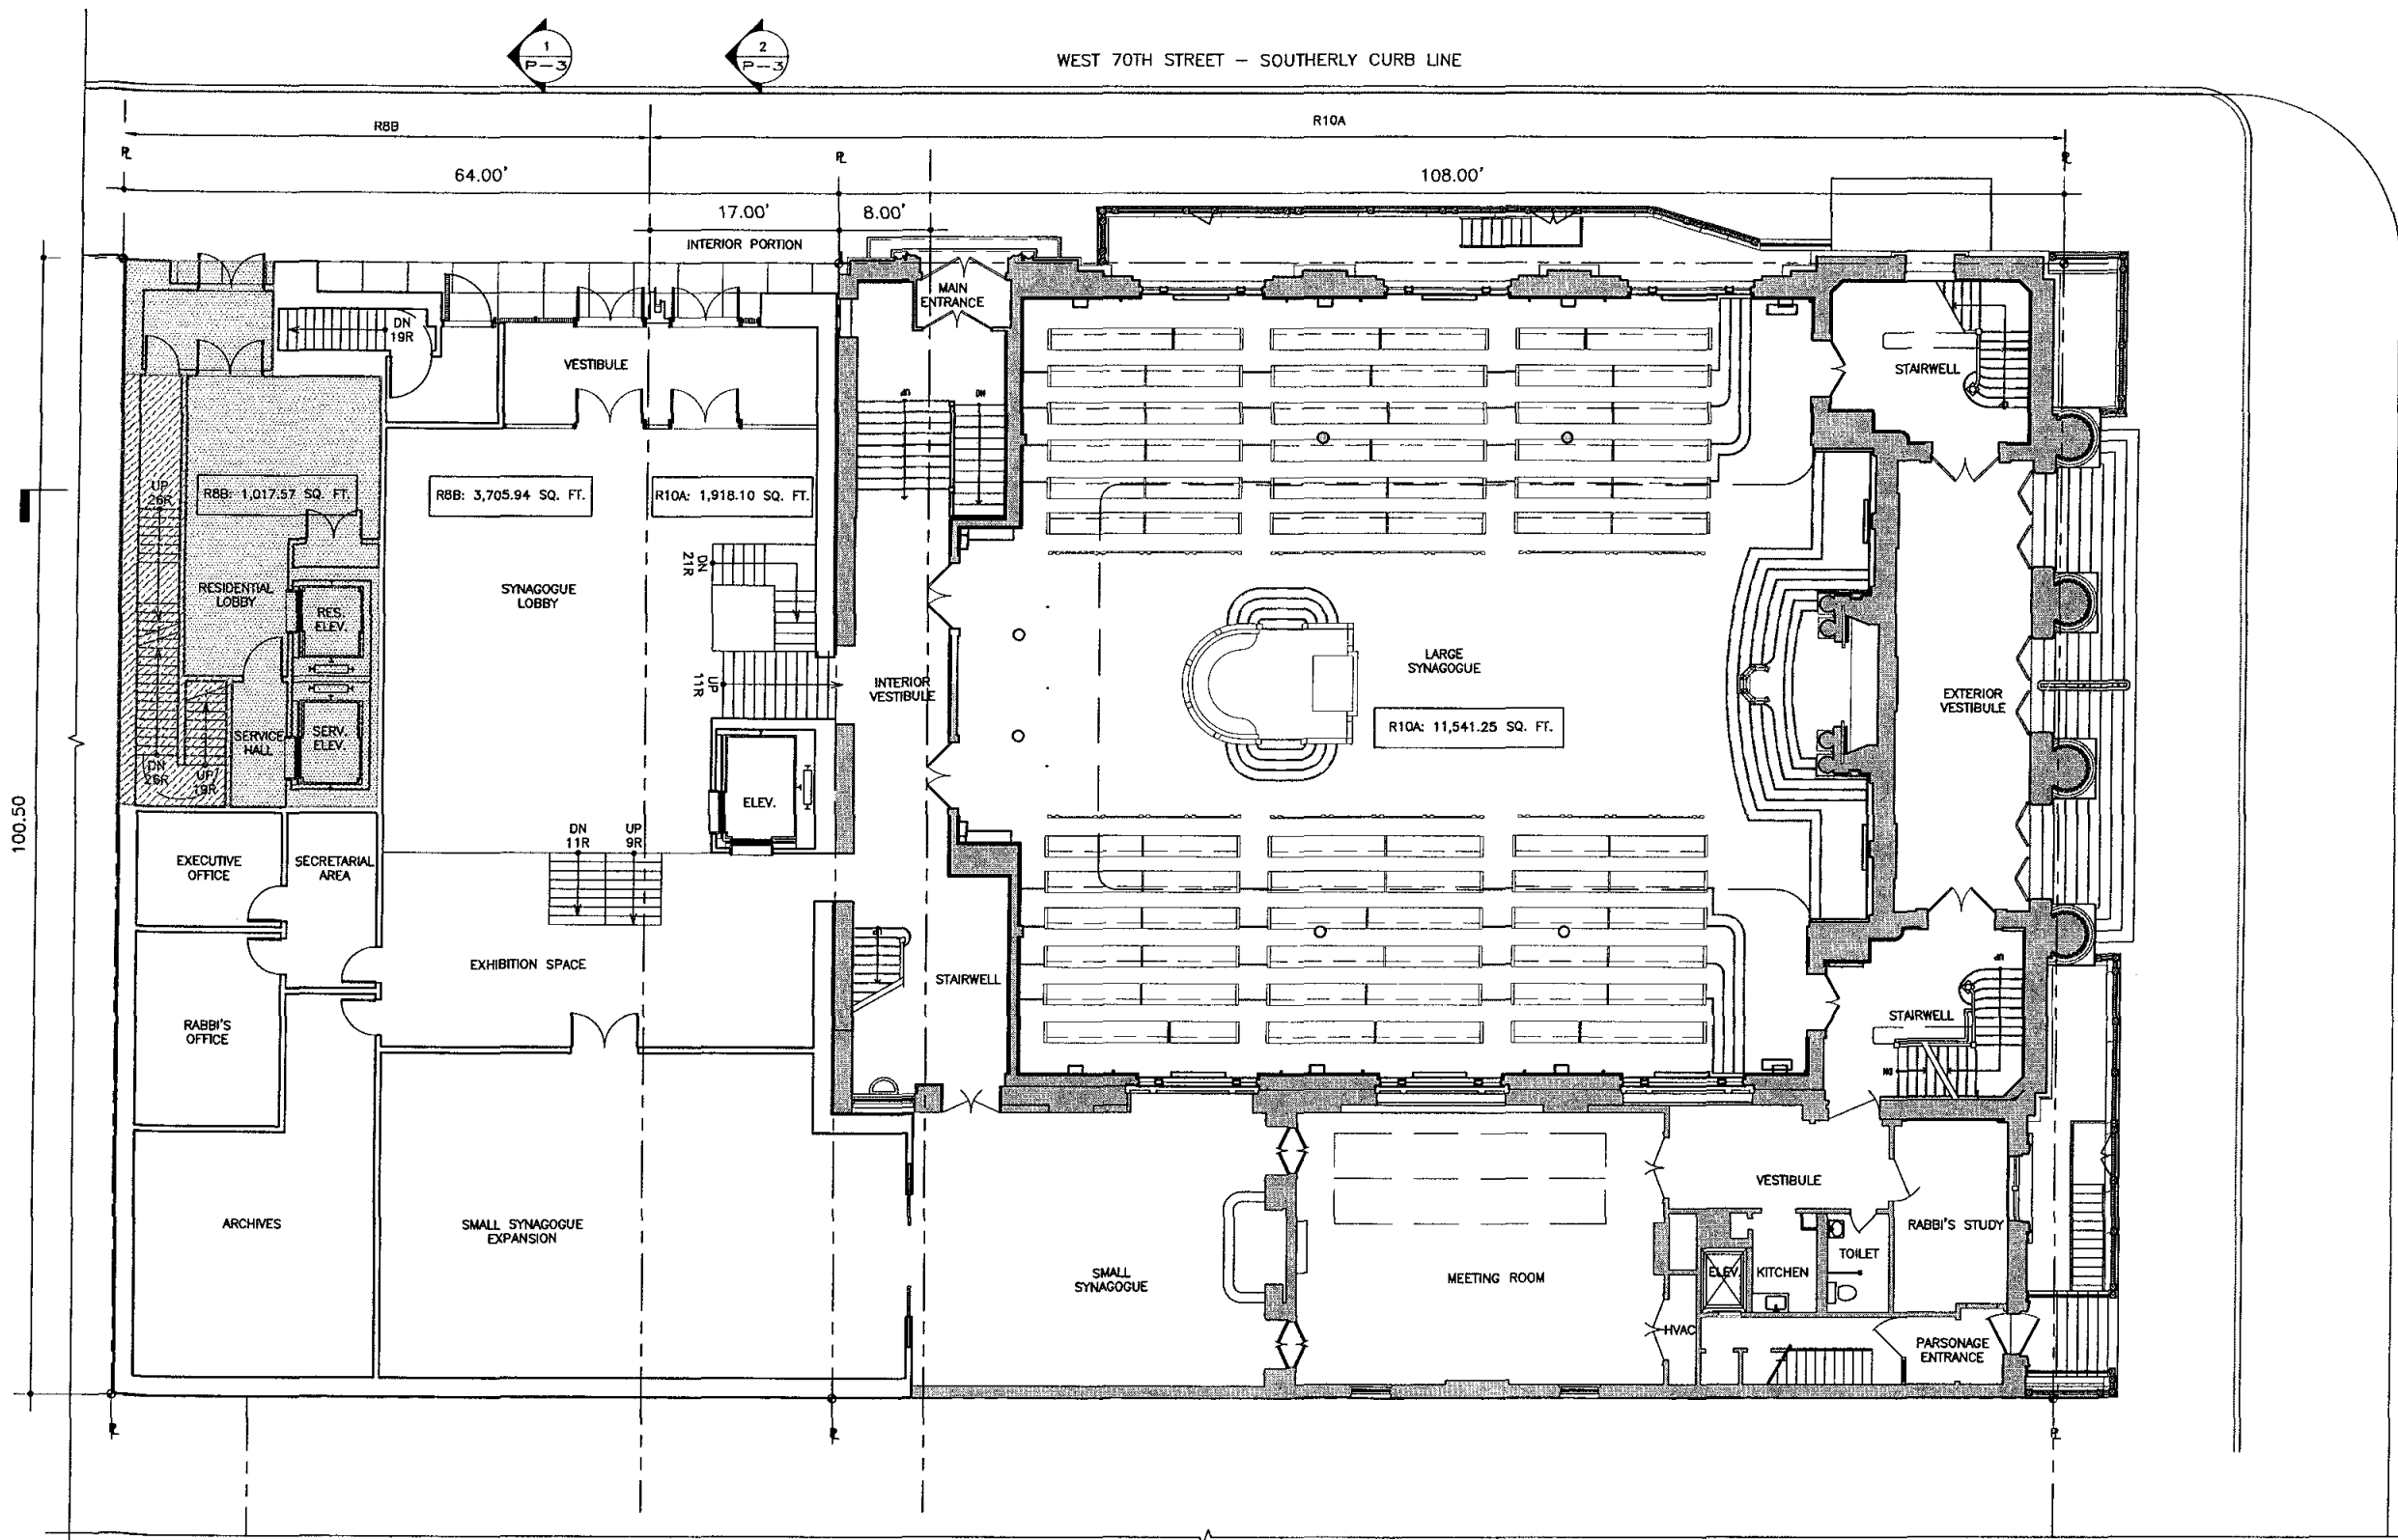 1
P-3
2
P-3
WEST 70TH STREET – SOUTHERLY CURB LINE
R8B
R10A
64.00'
108.00'
17.00'
8.00'
INTERIOR PORTION
MAIN
ENTRANCE
DN
19R
VESTIBULE
UP
DN
STAIRWELL
UP
26R
R8B: 1,017.57 SQ. FT.
R8B: 3,705.94 SQ. FT.
R10A: 1,918.10 SQ. FT.
DN
21R
RESIDENTIAL
LOBBY
RES.
ELEV.
SYNAGOGUE
LOBBY
UP
11R
INTERIOR
VESTIBULE
LARGE
SYNAGOGUE
R10A: 11,541.25 SQ. FT.
EXTERIOR
VESTIBULE
SERVICE
HALL
SERV.
ELEV.
DN
26R
UP
19R
ELEV.
100.50
DN
11R
UP
9R
EXECUTIVE
OFFICE
SECRETARIAL
AREA
EXHIBITION SPACE
UP
STAIRWELL
UP
STAIRWELL
DN
RABBI'S
OFFICE
ARCHIVES
SMALL SYNAGOGUE
EXPANSION
SMALL
SYNAGOGUE
MEETING ROOM
VESTIBULE
RABBI'S STUDY
TOILET
ELEV.
KITCHEN
HVAC
PARSONAGE
ENTRANCE